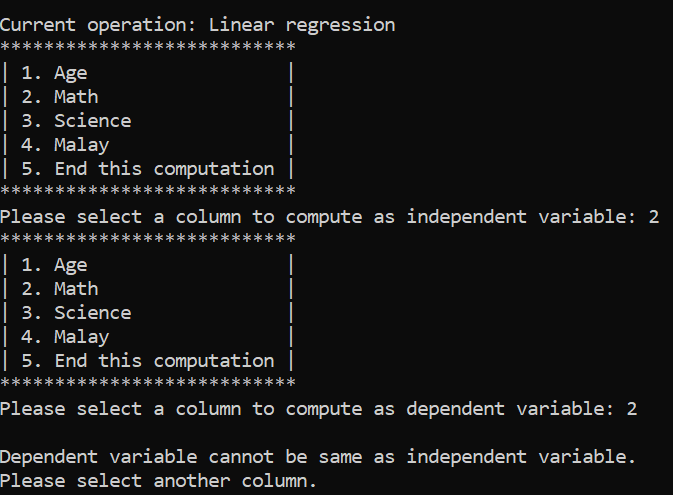 Current operation: Linear regression
***************************
| 1. Age                  |
| 2. Math                 |
| 3. Science              |
| 4. Malay                |
| 5. End this computation |
***************************
Please select a column to compute as independent variable: 2
***************************
| 1. Age                  |
| 2. Math                 |
| 3. Science              |
| 4. Malay                |
| 5. End this computation |
***************************
Please select a column to compute as dependent variable: 2

Dependent variable cannot be same as independent variable.
Please select another column.